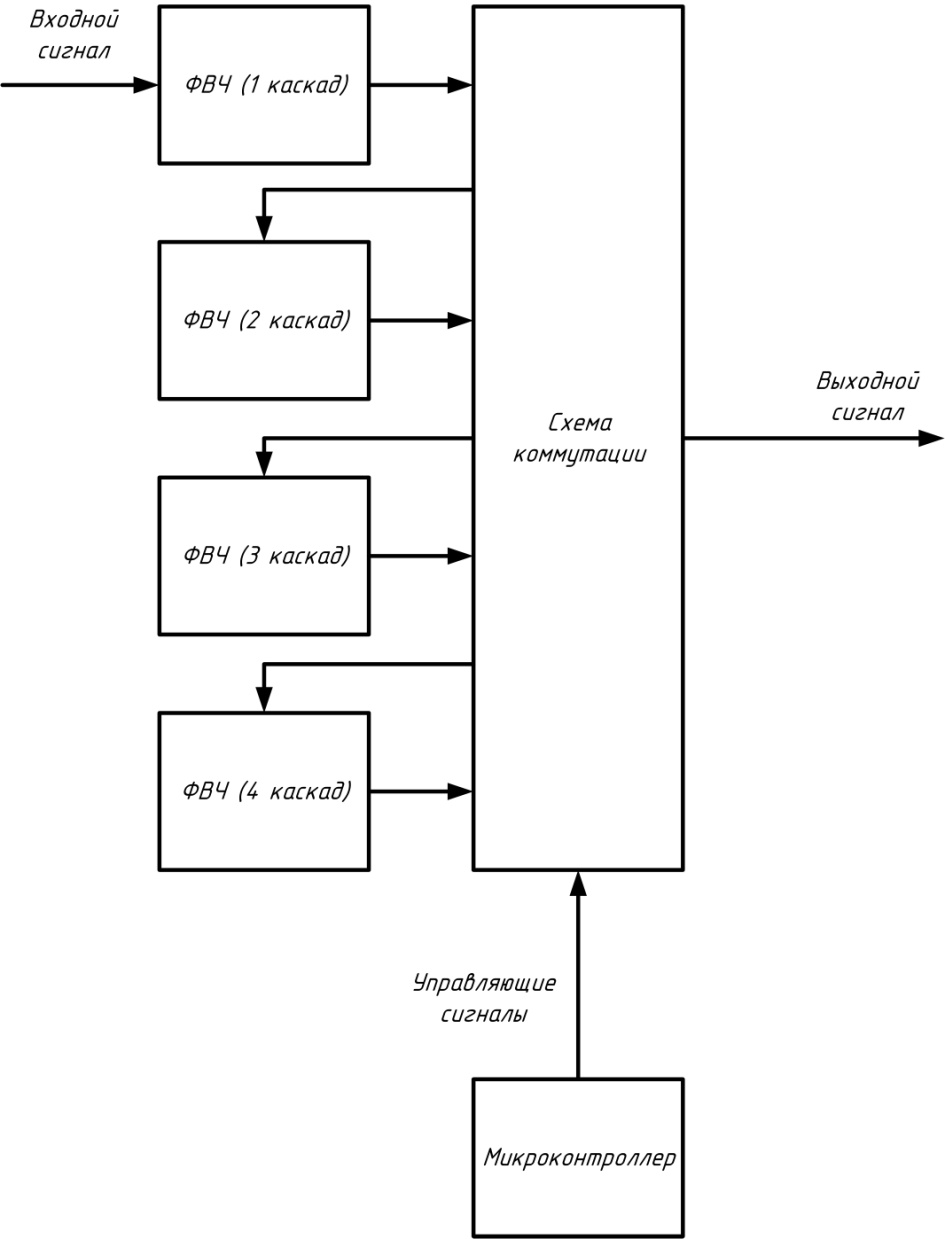 Входной
сигнал
ФВЧ (1 каскад)
ФВЧ (2 каскад)
ФВЧ (3 каскад)
ФВЧ (4 каскад)
Схема
коммутации
Выходной
сигнал
Управляющие
сигналы
Микроконтроллер